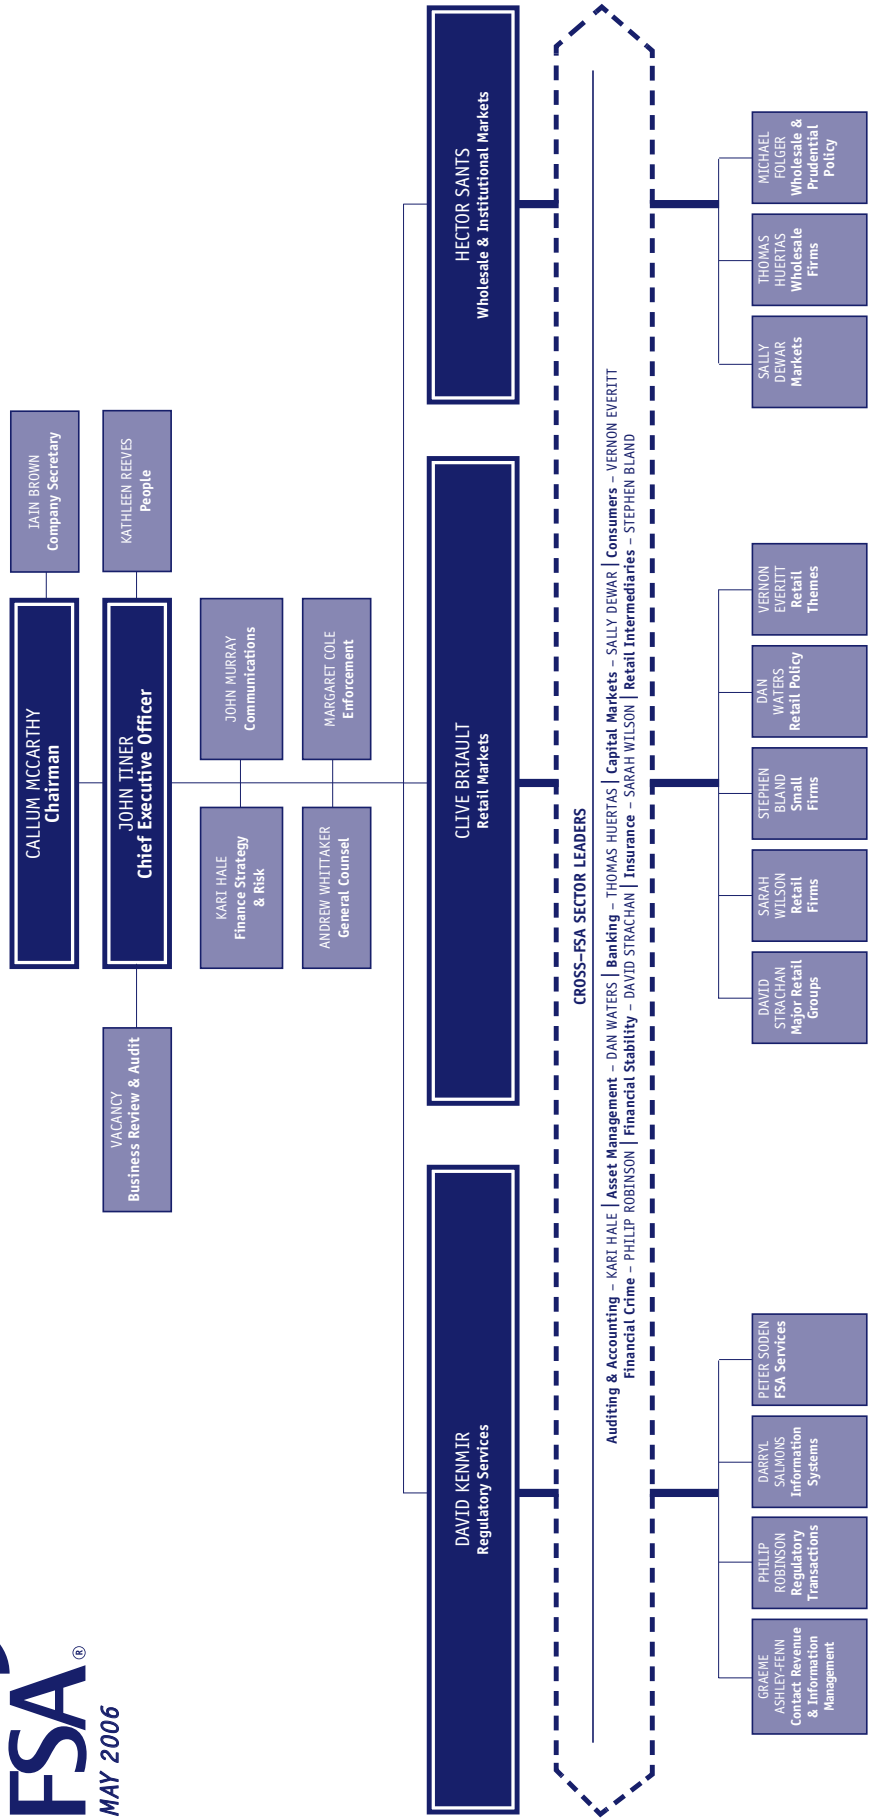 FSA®
MAY 2006
CALLUM MCCARTHY
Chairman
IAIN BROWN
Company Secretary
VACANCY
Business Review & Audit
JOHN TINER
Chief Executive Officer
KATHLEEN REEVES
People
KARI HALE
Finance Strategy
& Risk
JOHN MURRAY
Communications
ANDREW WHITTAKER
General Counsel
MARGARET COLE
Enforcement
DAVID KENMIR
Regulatory Services
CLIVE BRIAULT
Retail Markets
HECTOR SANTS
Wholesale & Institutional Markets
CROSS–FSA SECTOR LEADERS
Auditing & Accounting – KARI HALE | Asset Management – DAN WATERS | Banking – THOMAS HUERTAS | Capital Markets – SALLY DEWAR | Consumers – VERNON EVERITT
Financial Crime – PHILIP ROBINSON | Financial Stability – DAVID STRACHAN | Insurance – SARAH WILSON | Retail Intermediaries – STEPHEN BLAND
GRAEME
ASHLEY-FENN
Contact Revenue
& Information
Management
PHILIP
ROBINSON
Regulatory
Transactions
DARRYL
SALMONS
Information
Systems
PETER SODEN
FSA Services
DAVID
STRACHAN
Major Retail
Groups
SARAH
WILSON
Retail
Firms
STEPHEN
BLAND
Small
Firms
DAN
WATERS
Retail Policy
VERNON
EVERITT
Retail
Themes
SALLY
DEWAR
Markets
THOMAS
HUERTAS
Wholesale
Firms
MICHAEL
FOLGER
Wholesale &
Prudential
Policy